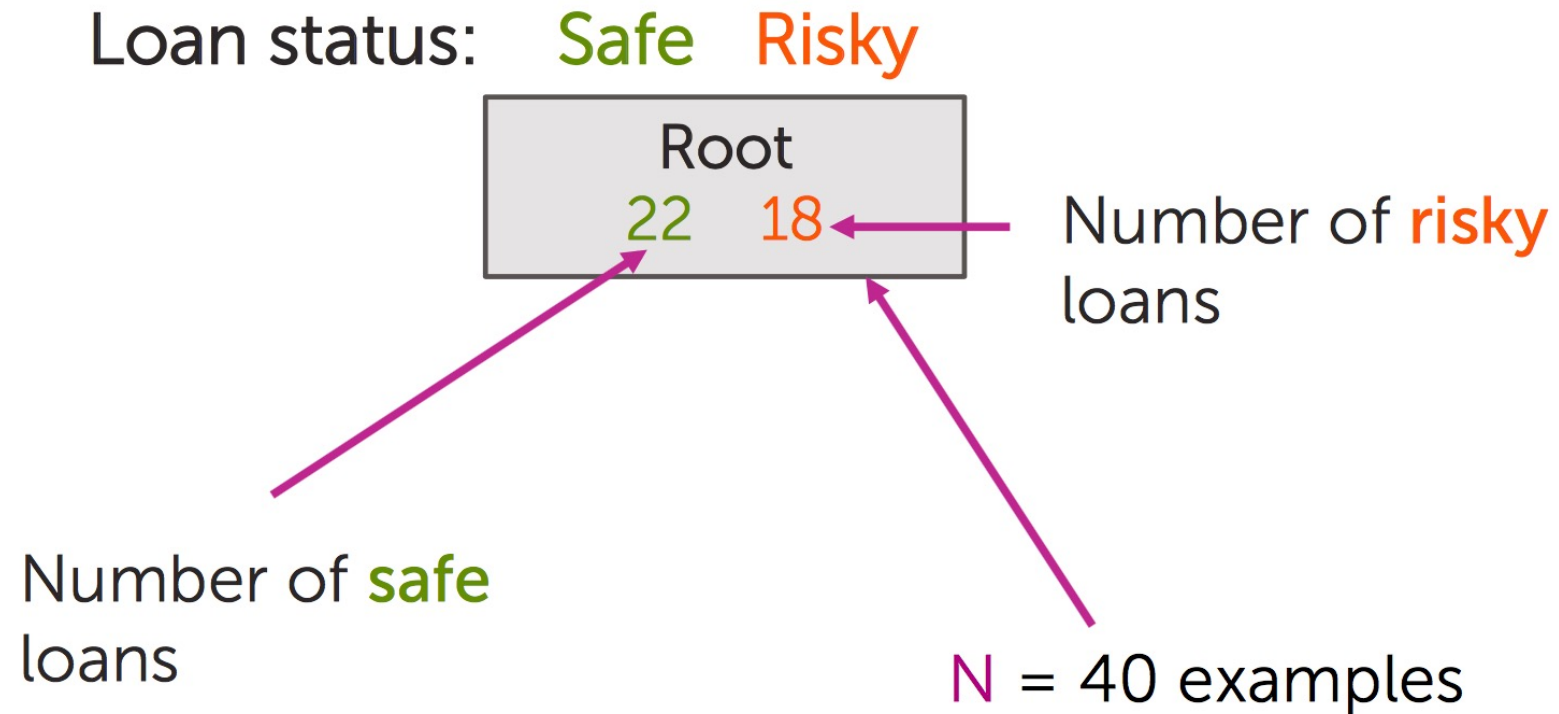 Loan status: Safe Risky
Root
22 18
Number of risky
loans
Number of safe
loans
N = 40 examples